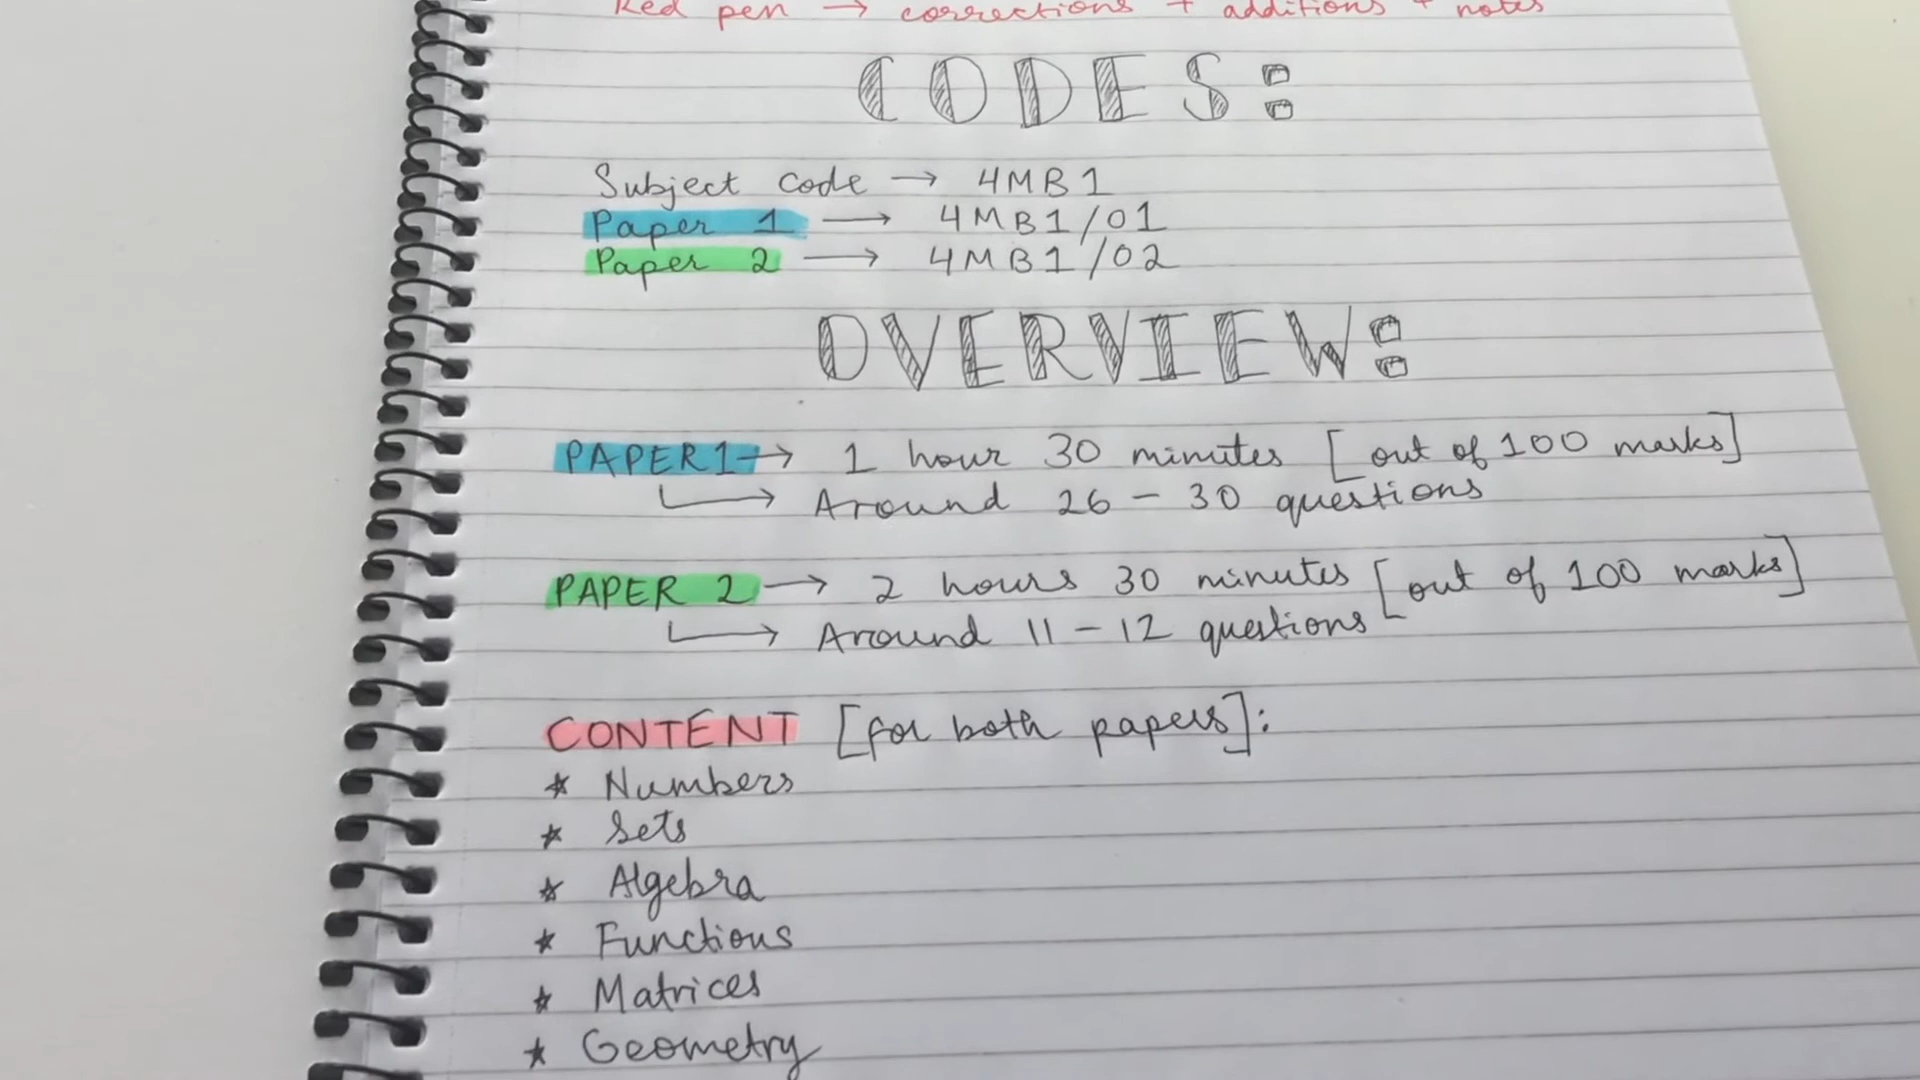 Red pen → corrections + additions + notes
CODES:
Subject code → 4MB1
Paper 1 → 4MB1/01
Paper 2 → 4MB1/02
OVERVIEW:
PAPER 1 → 1 hour 30 minutes [out of 100 marks]
↳ Around 26 - 30 questions
PAPER 2 → 2 hours 30 minutes [out of 100 marks]
↳ Around 11 - 12 questions
CONTENT [for both papers]:
* Numbers
* Sets
* Algebra
* Functions
* Matrices
* Geometry